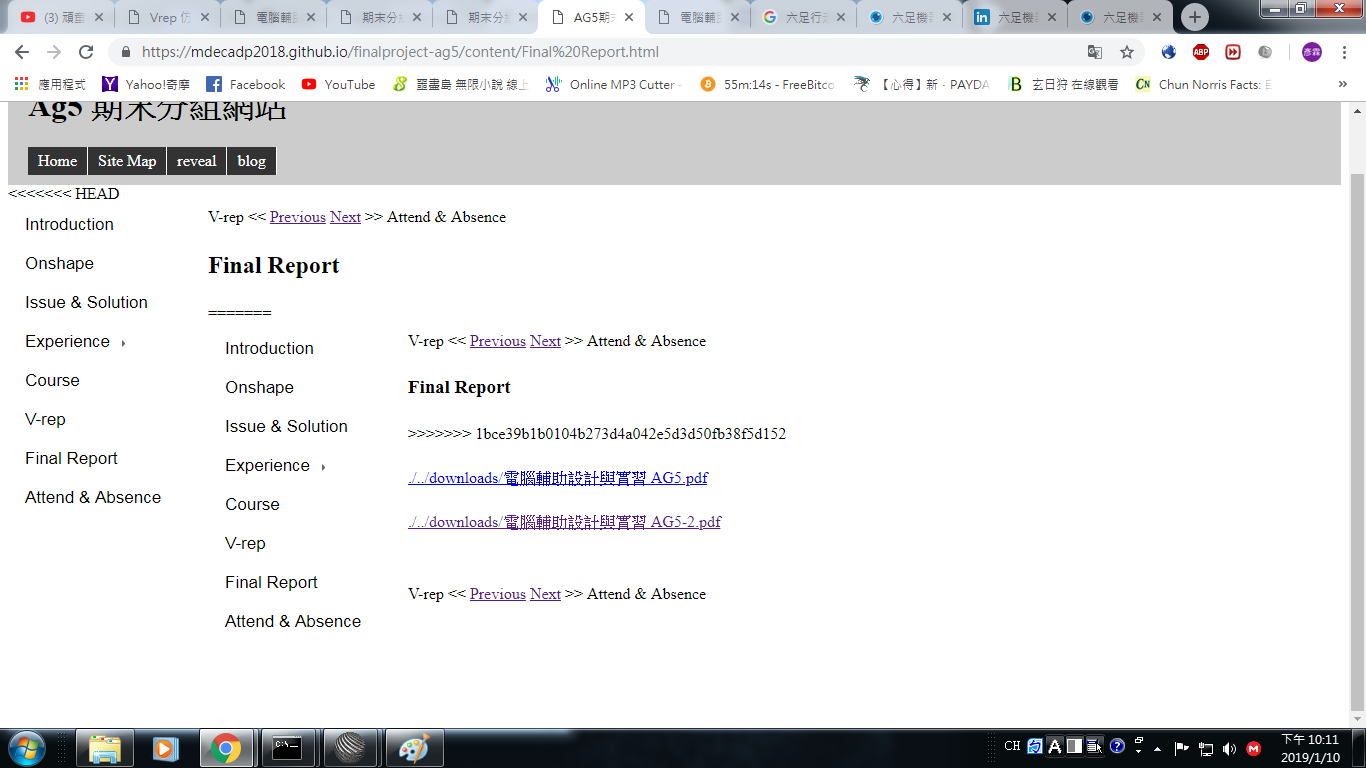 (3) 頑童
Vrep 仿
電腦輔
期末分
期末分
AG5期
電腦輔
六足行
六足機
六足機
六足機
https://mdecadp2018.github.io/finalproject-ag5/content/Final%20Report.html
ABP
彥霖
應用程式
Yahoo!奇摩
Facebook
YouTube
噩盡島 無限小說 線上
Online MP3 Cutter -
55m:14s - FreeBitco
【心得】新 - PAYDA
玄日狩 在線觀看
Chun Norris Facts: E
»
Ag5 期末分組網站
Home Site Map reveal blog
<<<<<<< HEAD
Introduction
Onshape
Issue & Solution
Experience
Course
V-rep
Final Report
Attend & Absence
V-rep << Previous Next >> Attend & Absence
Final Report
=======
Introduction
Onshape
Issue & Solution
Experience
Course
V-rep
Final Report
Attend & Absence
V-rep << Previous Next >> Attend & Absence
Final Report
>>>>>>> 1bce39b1b0104b273d4a042e5d3d50fb38f5d152
./../downloads/電腦輔助設計與實習 AG5.pdf
./../downloads/電腦輔助設計與實習 AG5-2.pdf
V-rep << Previous Next >> Attend & Absence
CH
下午 10:11
2019/1/10